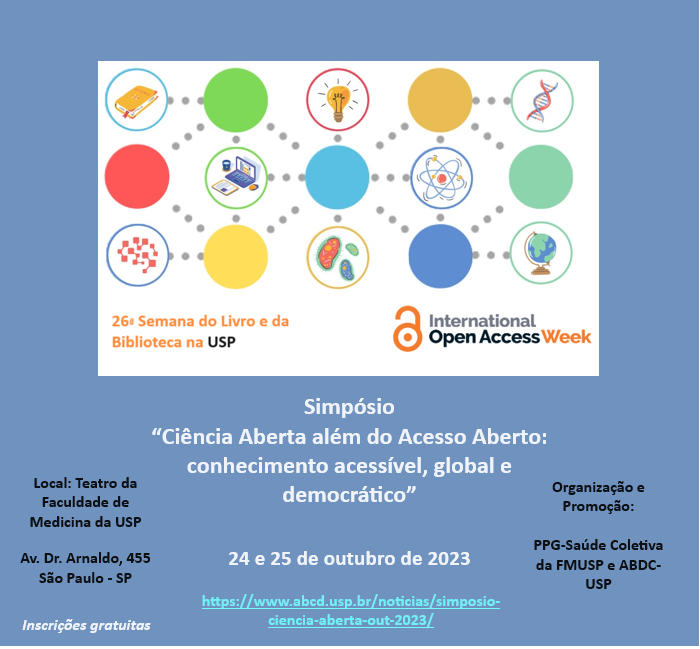 26ª Semana do Livro e da
Biblioteca na USP
International
Open Access Week
Simpósio
“Ciência Aberta além do Acesso Aberto:
conhecimento acessível, global e
democrático”
Local: Teatro da
Faculdade de
Medicina da USP
Av. Dr. Arnaldo, 455
São Paulo - SP
Inscrições gratuitas
24 e 25 de outubro de 2023
https://www.abcd.usp.br/noticias/simposio-
ciencia-aberta-out-2023/
Organização e
Promoção:
PPG-Saúde Coletiva
da FMUSP e ABDC-
USP